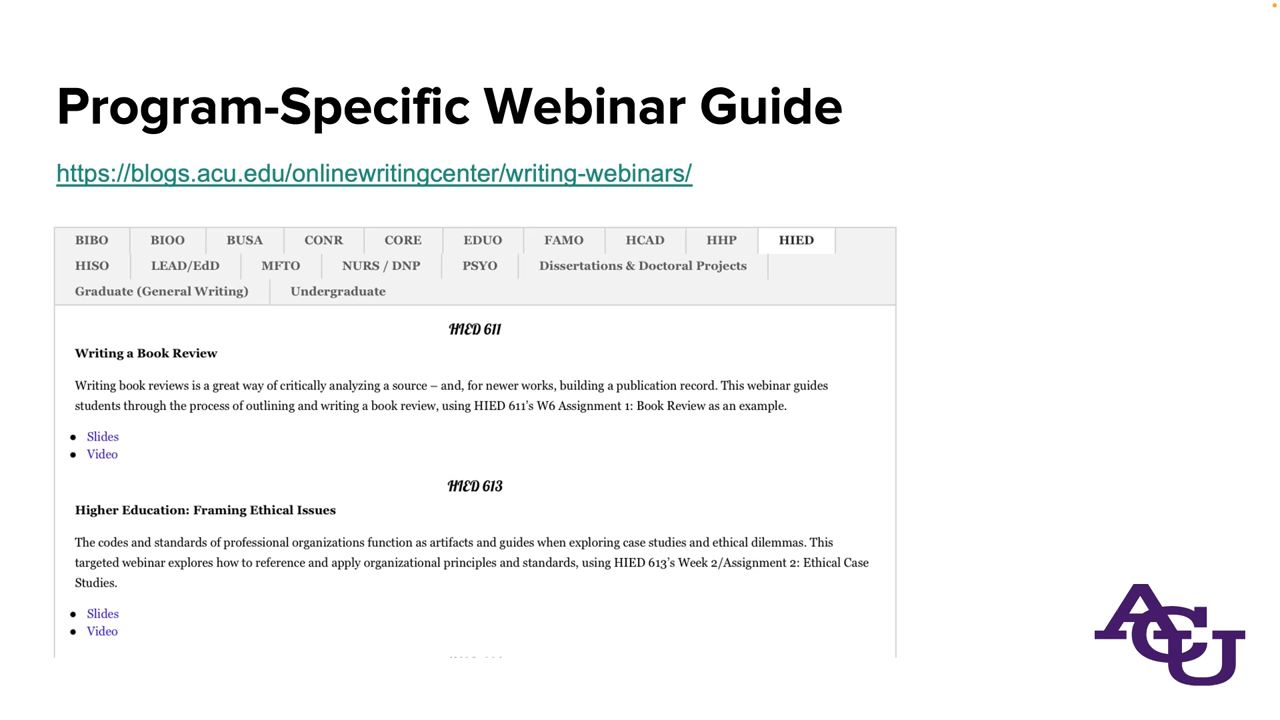 Program-Specific Webinar Guide
https://blogs.acu.edu/onlinewritingcenter/writing-webinars/
BIBO BIOO BUSA CONR CORE EDUO FAMO HCAD HHP HIED
HISO LEAD/EdD MFTO NURS / DNP PSYO Dissertations & Doctoral Projects
Graduate (General Writing) Undergraduate
HIED 611
Writing a Book Review
Writing book reviews is a great way of critically analyzing a source – and, for newer works, building a publication record. This webinar guides
students through the process of outlining and writing a book review, using HIED 611’s W6 Assignment 1: Book Review as an example.
• Slides
• Video
HIED 613
Higher Education: Framing Ethical Issues
The codes and standards of professional organizations function as artifacts and guides when exploring case studies and ethical dilemmas. This
targeted webinar explores how to reference and apply organizational principles and standards, using HIED 613’s Week 2/Assignment 2: Ethical Case
Studies.
• Slides
• Video
ACU